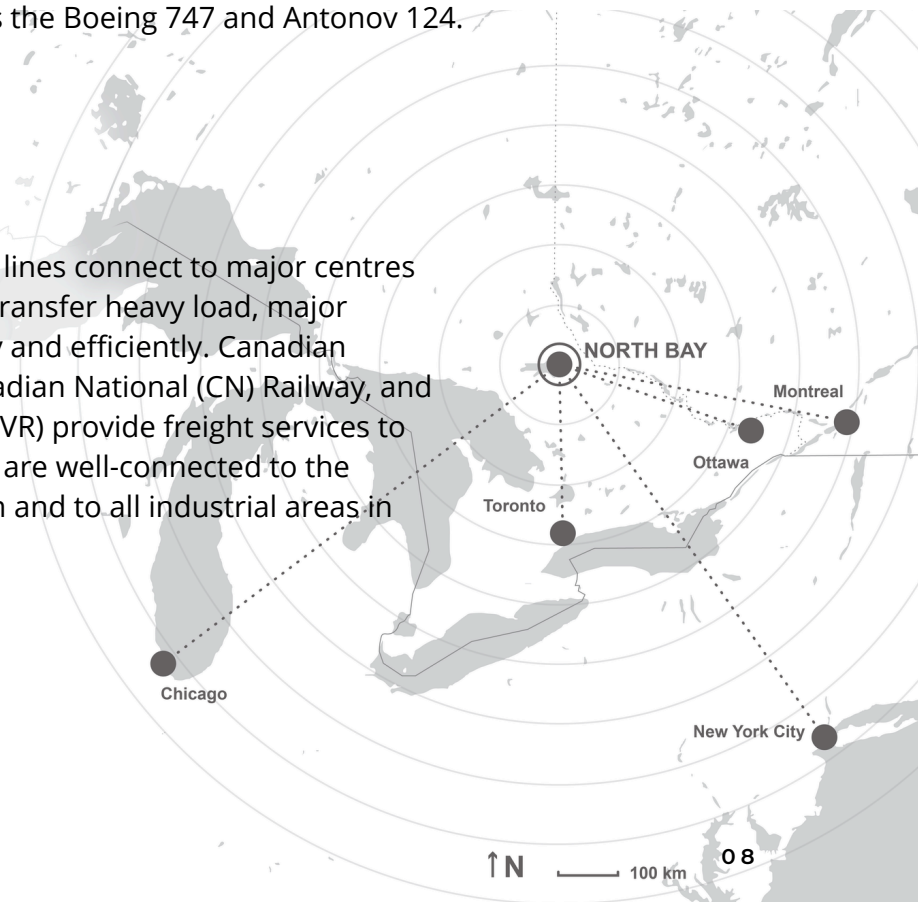 s the Boeing 747 and Antonov 124.
lines connect to major centres
ransfer heavy load, major
y and efficiently. Canadian
adian National (CN) Railway, and
VR) provide freight services to
are well-connected to the
n and to all industrial areas in
NORTH BAY
Montreal
Ottawa
Toronto
Chicago
New York City
↑N
100 km
08